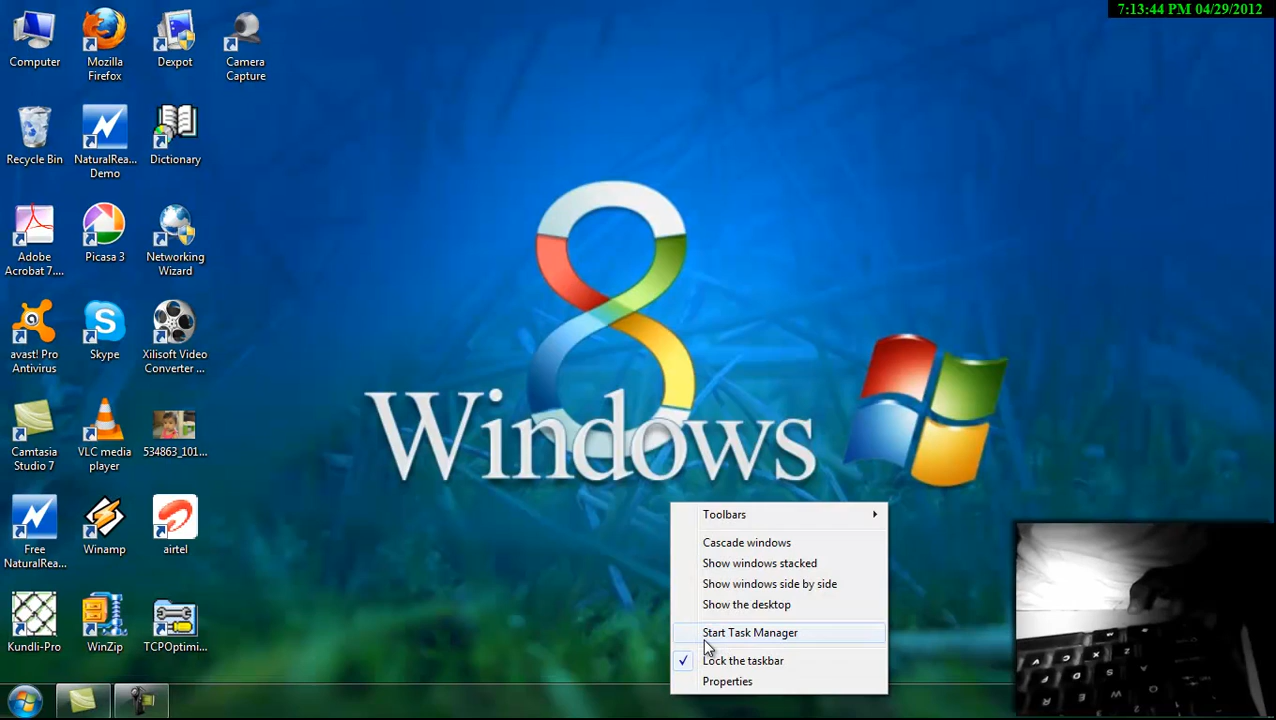 7:13:44 PM 04/29/2012
Computer
Mozilla
Firefox
Dexpot
Camera
Capture
Recycle Bin
NaturalRea...
Demo
Dictionary
Adobe
Acrobat 7....
Picasa 3
Networking
Wizard
avast! Pro
Antivirus
Skype
Xilisoft Video
Converter ...
Camtasia
Studio 7
VLC media
player
534863_101...
Free
NaturalRea...
Winamp
airtel
Kundli-Pro
WinZip
TCPOptimi...
8
Windows
Toolbars
Cascade windows
Show windows stacked
Show windows side by side
Show the desktop
Start Task Manager
Lock the taskbar
Properties